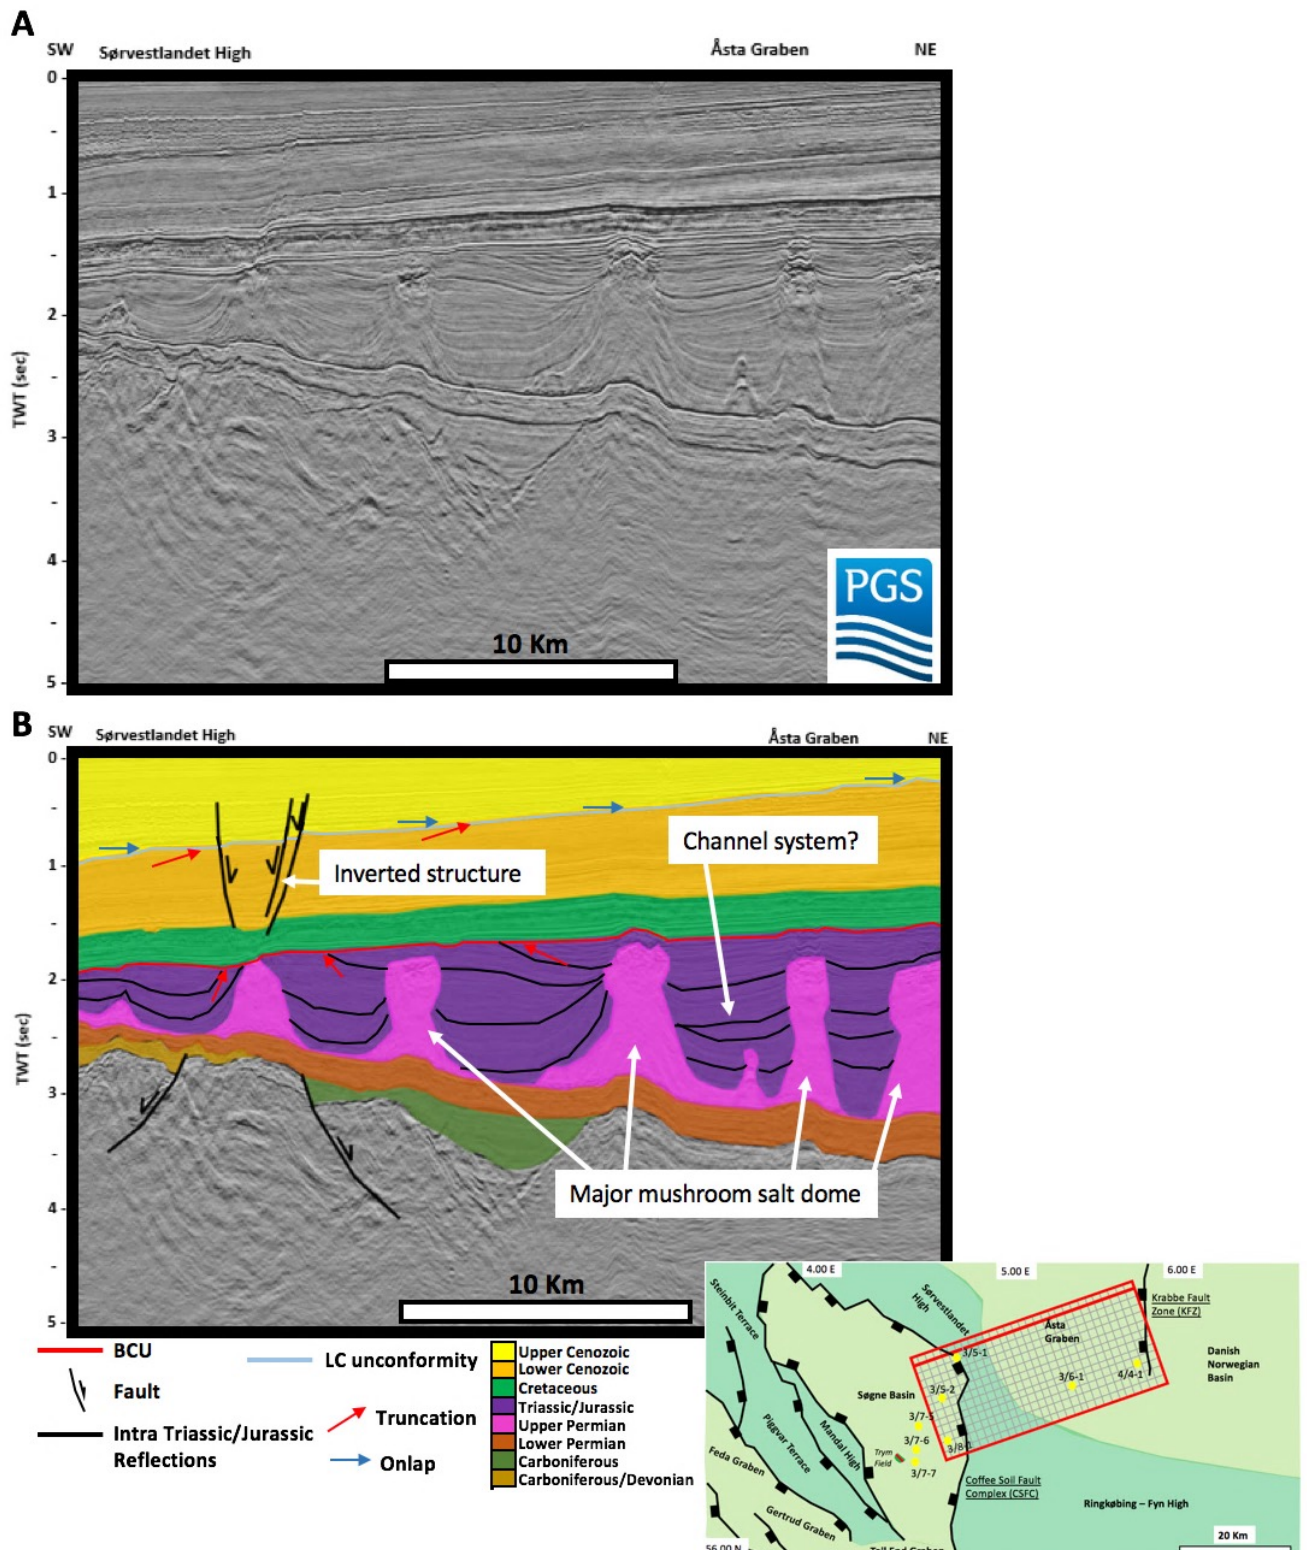 A
SW Sørvestlandet High Åsta Graben NE
0
1
2
3
4
5
TWT (sec)
PGS
10 Km
B
SW Sørvestlandet High Åsta Graben NE
0
1
2
3
4
5
TWT (sec)
Channel system?
Inverted structure
Major mushroom salt dome
10 Km
BCU
Fault
Intra Triassic/Jurassic
Reflections
LC unconformity
Truncation
Onlap
Upper Cenozoic
Lower Cenozoic
Cretaceous
Triassic/Jurassic
Upper Permian
Lower Permian
Carboniferous
Carboniferous/Devonian
4.00 E 5.00 E 6.00 E
Steinbit Terrace
Sørvestlandet
High
Krabbe Fault
Zone (KFZ)
Åsta
Graben
Danish
Norwegian
Basin
3/5-1
3/6-1
4/4-1
Søgne Basin
3/5-2
3/7-5
3/7-6
3/7-7
3/8-1
Piggvar Terrace
Mandal High
Trym
Field
Feda Graben
Gertrud Graben
Coffee Soil Fault
Complex (CSFC)
Ringkøbing – Fyn High
20 Km
56.00 N